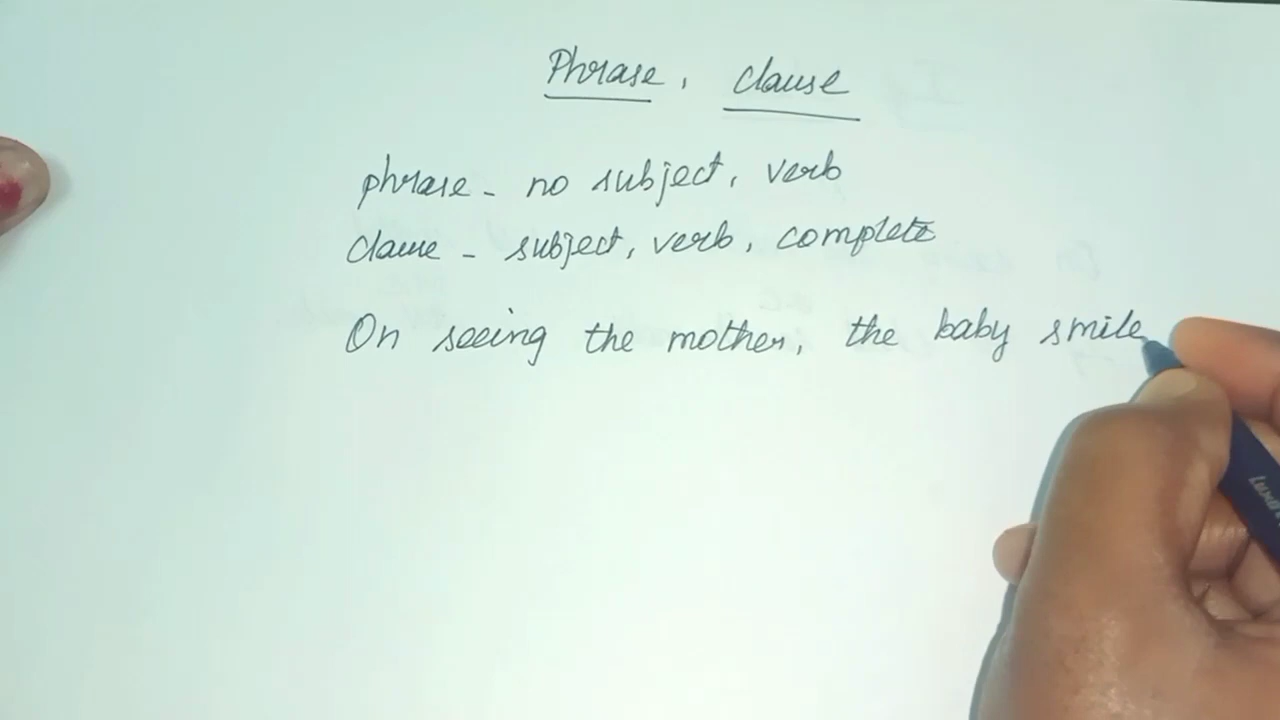 Phrase, Clause
phrase - no subject, verb
Clause - subject, verb, complete
On seeing the mother, the baby smile